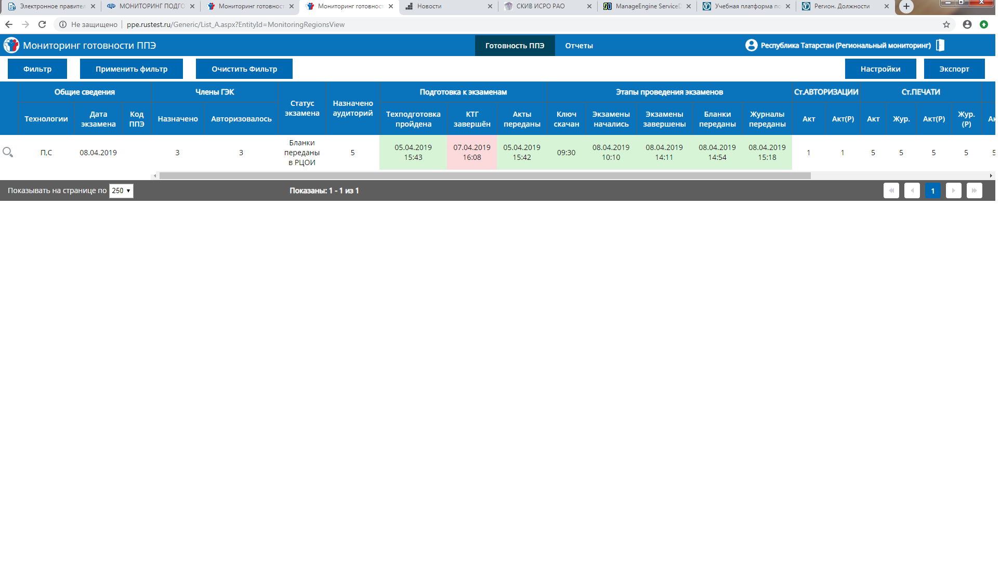 Электронное правител
МОНИТОРИНГ ПОДГО
Мониторинг готовност
Мониторинг готовност
Новости
СКИВ ИСРО РАО
ManageEngine ServiceD
Учебная платформа по
Регион. Должности
Не защищено | ppe.rustest.ru/Generic/List_A.aspx?EntityId=MonitoringRegionsView
Мониторинг готовности ППЭ
Готовность ППЭ
Отчеты
Республика Татарстан (Региональный мониторинг)
Фильтр
Применить фильтр
Очистить Фильтр
Настройки
Экспорт
Общие сведения
Члены ГЭК
Статус
экзамена
Назначено
аудиторий
Подготовка к экзаменам
Этапы проведения экзаменов
Ст.АВТОРИЗАЦИИ
Ст.ПЕЧАТИ
Технологии
Дата
экзамена
Код
ППЭ
Назначено
Авторизовалось
Техподготовка
пройдена
КТГ
завершён
Акты
переданы
Ключ
скачан
Экзамены
начались
Экзамены
завершены
Бланки
переданы
Журналы
переданы
Акт
Акт(Р)
Акт
Жур.
Акт(Р)
Жур.
(Р)
П,С
08.04.2019
3
3
Бланки
переданы
в РЦОИ
5
05.04.2019
15:43
07.04.2019
16:08
05.04.2019
15:42
09:30
08.04.2019
10:10
08.04.2019
14:11
08.04.2019
14:54
08.04.2019
15:18
1
1
5
5
5
5
5
Показывать на странице по 250
Показаны: 1 - 1 из 1
1